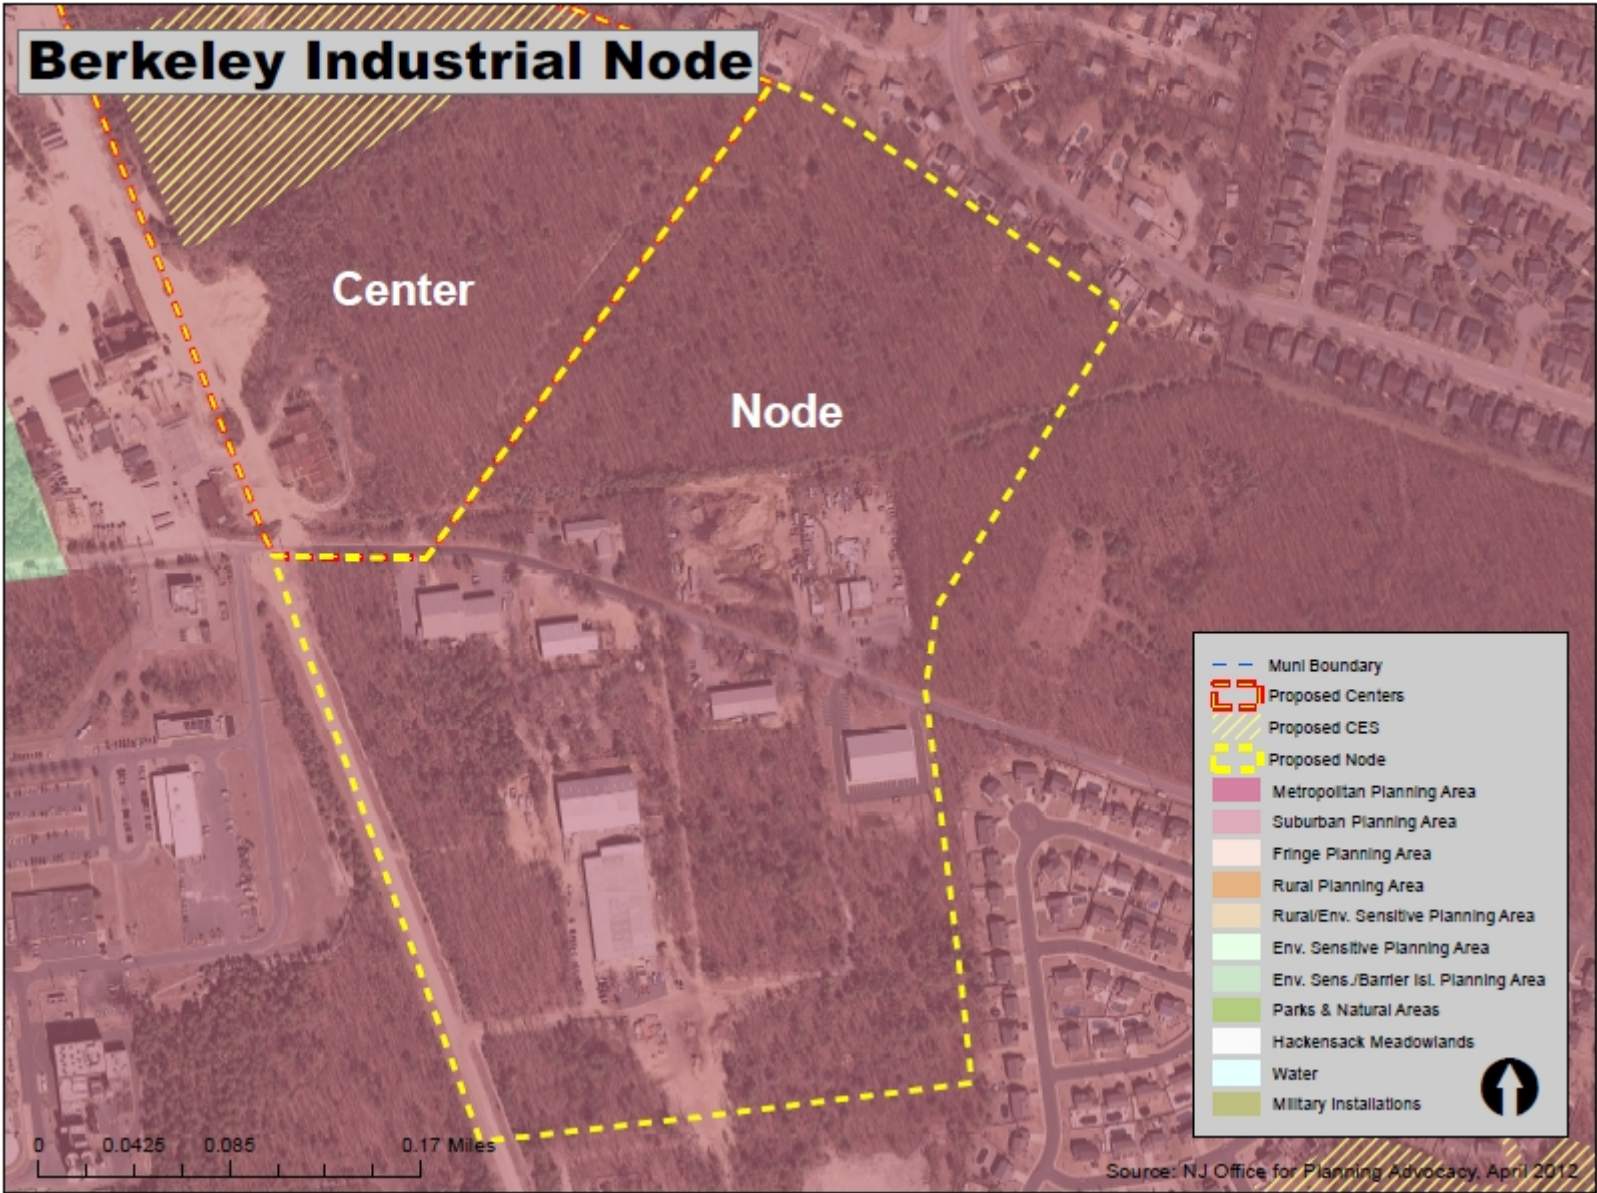 Berkeley Industrial Node
Center
Node
Muni Boundary
Proposed Centers
Proposed CES
Proposed Node
Metropolitan Planning Area
Suburban Planning Area
Fringe Planning Area
Rural Planning Area
Rural/Env. Sensitive Planning Area
Env. Sensitive Planning Area
Env. Sens./Barrier Isl. Planning Area
Parks & Natural Areas
Hackensack Meadowlands
Water
Military Installations
0 0.0425 0.085 0.17 Miles
Source: NJ Office for Planning Advocacy, April 2012